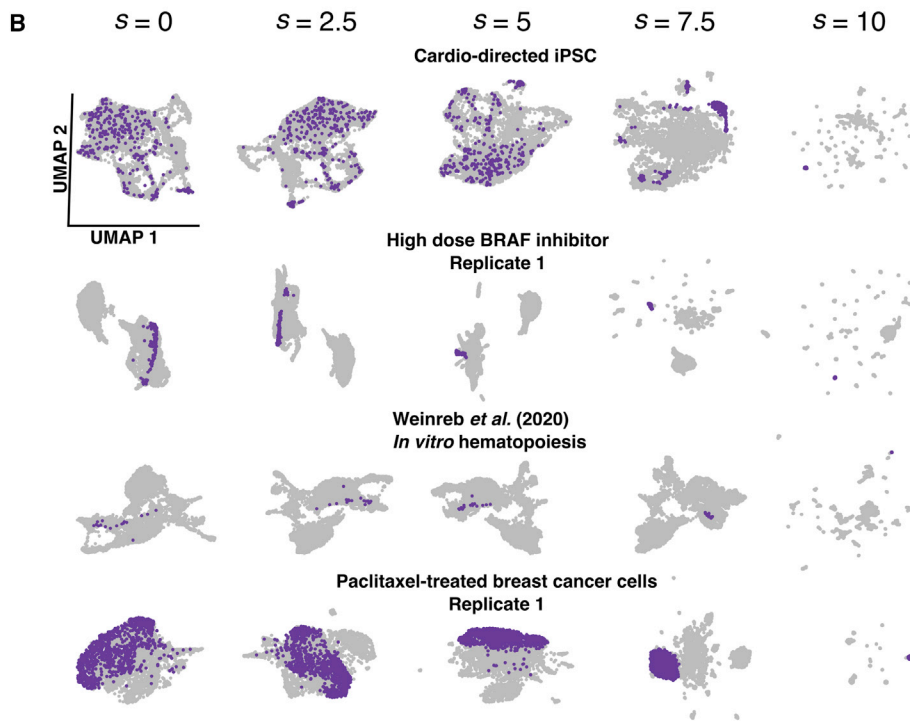 B
s = 0 s = 2.5 s = 5 s = 7.5 s = 10
Cardio-directed iPSC
UMAP 2
UMAP 1
High dose BRAF inhibitor
Replicate 1
Weinreb et al. (2020)
In vitro hematopoiesis
Paclitaxel-treated breast cancer cells
Replicate 1